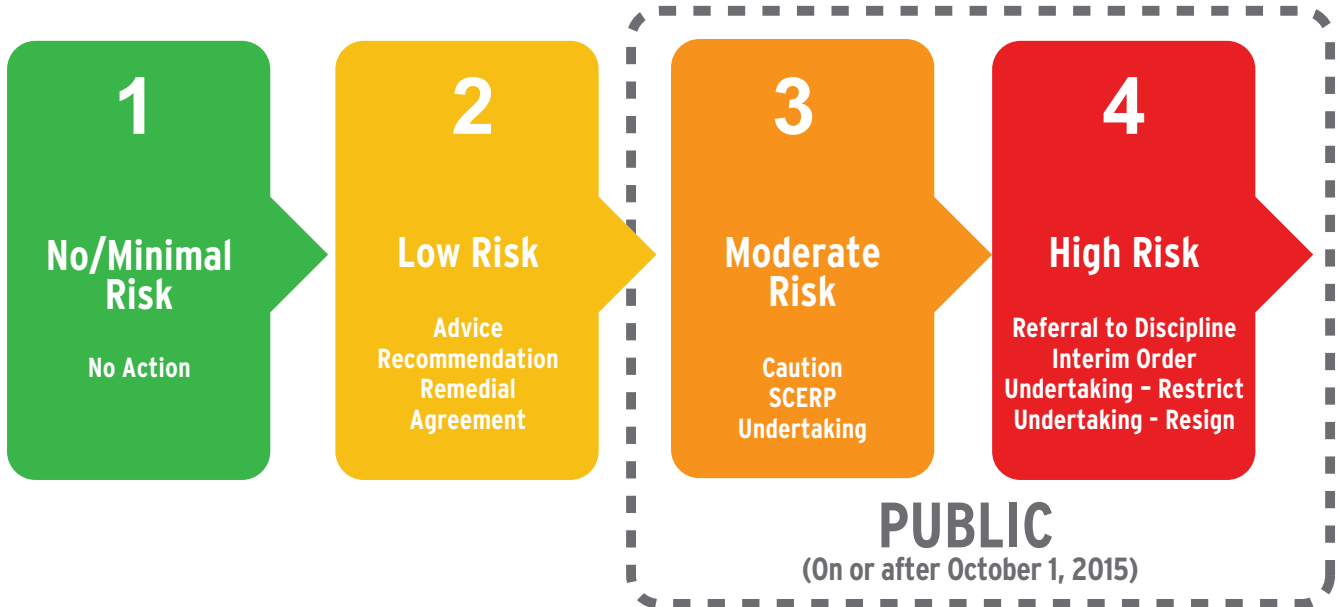 1
No/Minimal
Risk
No Action
2
Low Risk
Advice
Recommendation
Remedial
Agreement
3
Moderate
Risk
Caution
SCERP
Undertaking
4
High Risk
Referral to Discipline
Interim Order
Undertaking – Restrict
Undertaking - Resign
PUBLIC
(On or after October 1, 2015)